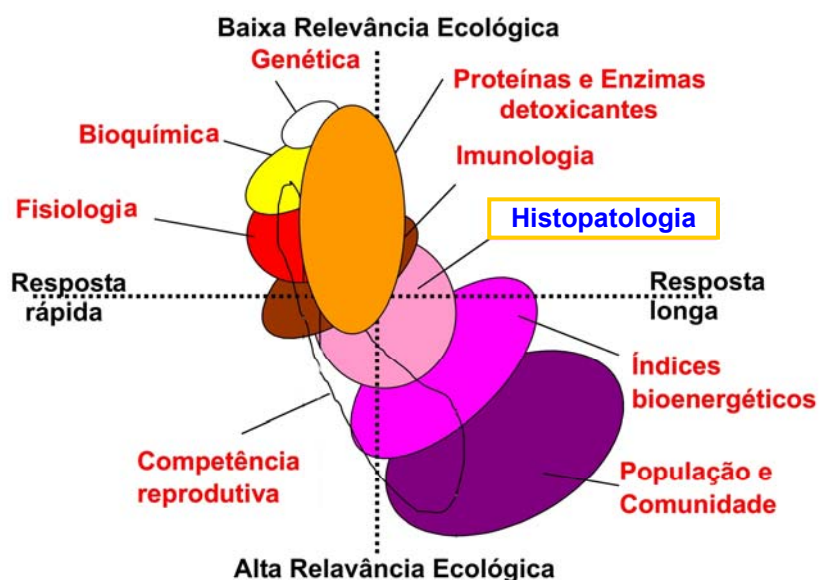 Baixa Relevância Ecológica
Genética
Proteínas e Enzimas
detoxicantes
Bioquímica
Imunologia
Fisiologia
Histopatologia
Resposta
rápida
Resposta
longa
Índices
bioenergéticos
Competência
reprodutiva
População e
Comunidade
Alta Relavância Ecológica